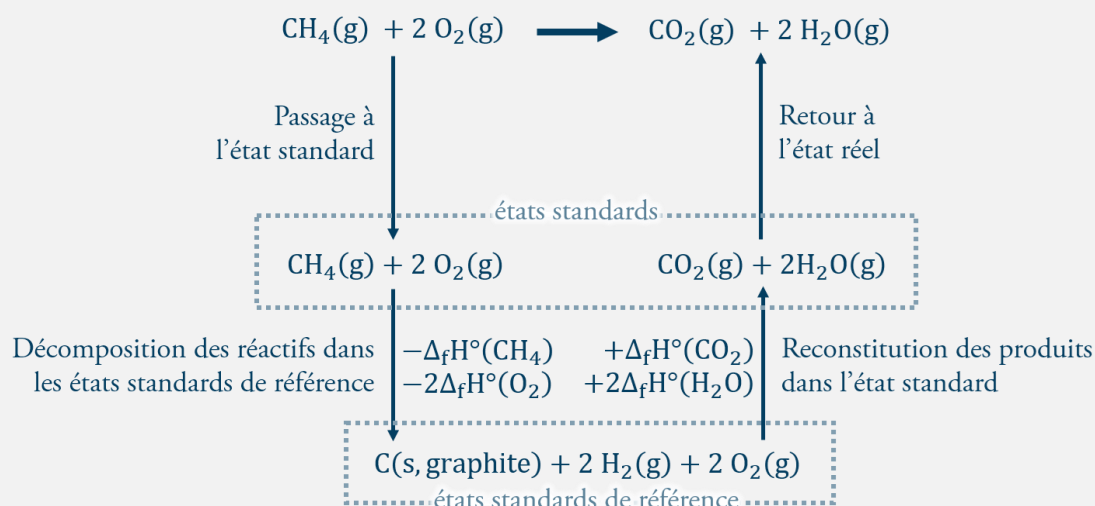 CH₄(g) + 2 O₂(g) → CO₂(g) + 2 H₂O(g)
Passage à
l’état standard
Retour à
l’état réel
états standards
CH₄(g) + 2 O₂(g)
CO₂(g) + 2H₂O(g)
Décomposition des réactifs dans
les états standards de référence
−Δ_fH°(CH₄)
−2Δ_fH°(O₂)
+Δ_fH°(CO₂)
+2Δ_fH°(H₂O)
Reconstitution des produits
dans l’état standard
C(s, graphite) + 2 H₂(g) + 2 O₂(g)
états standards de référence